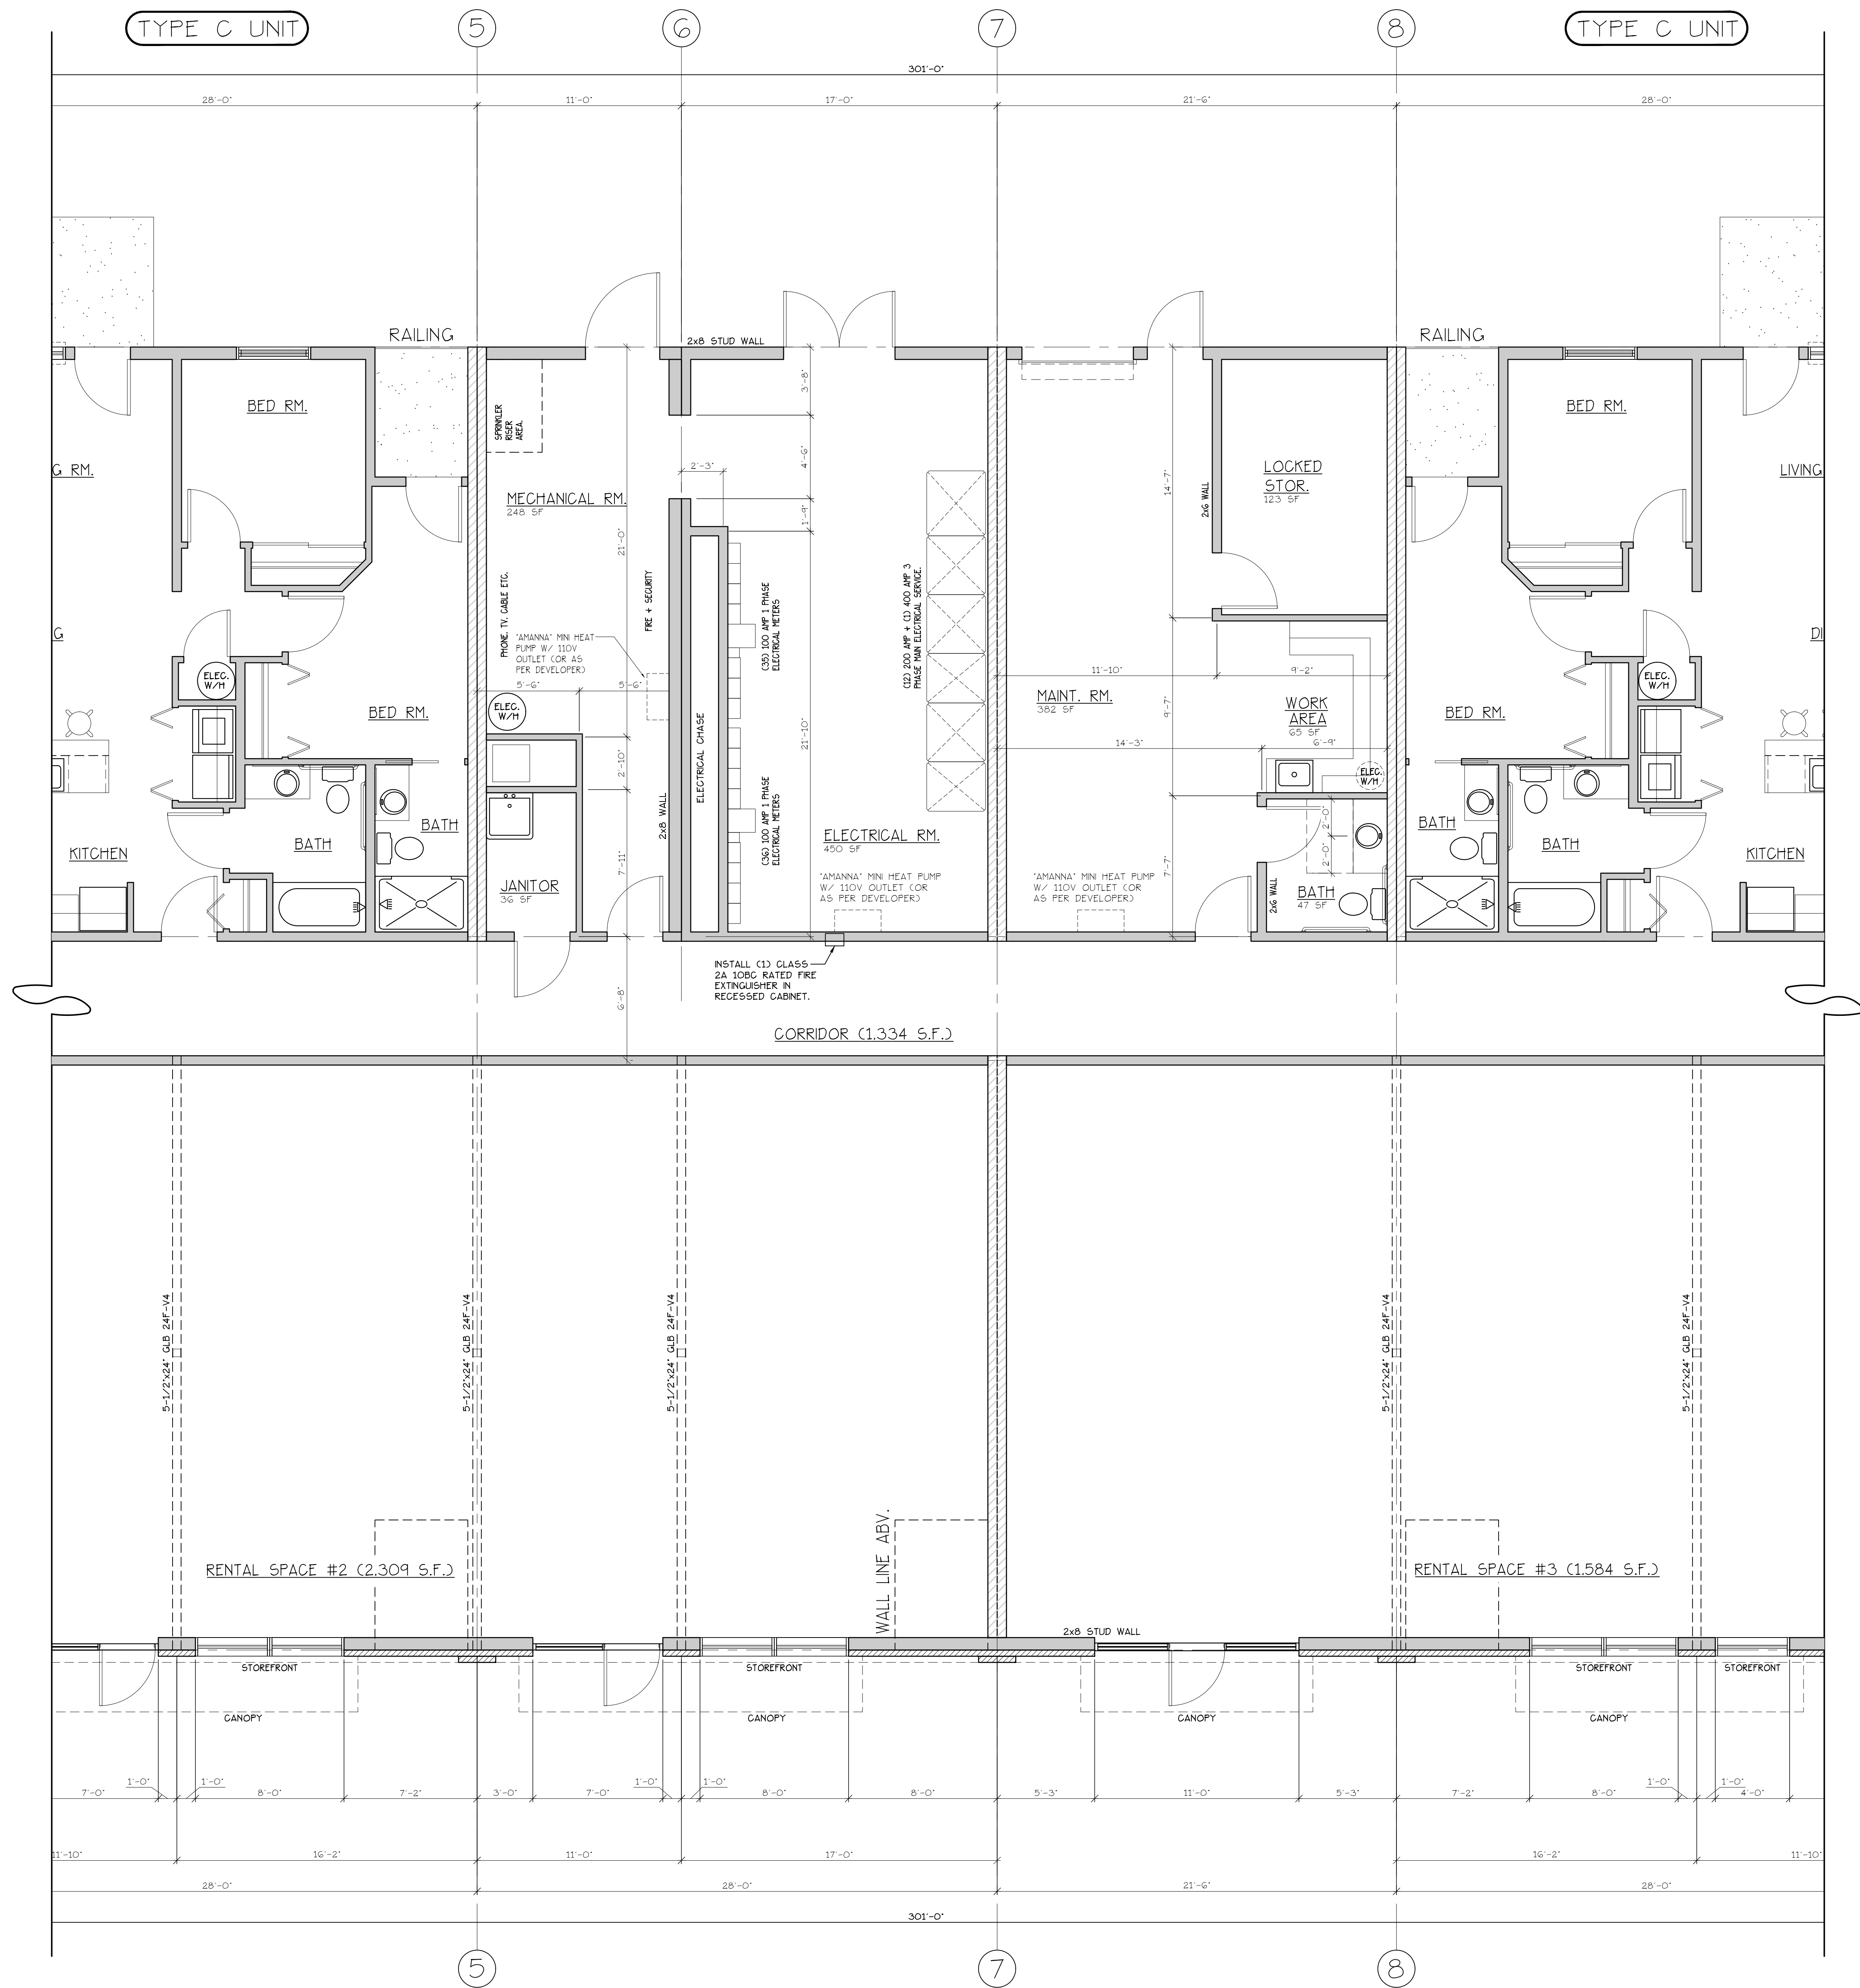 TYPE C UNIT
5
6
7
8
TYPE C UNIT
301'-0"
28'-0"
11'-0"
17'-0"
21'-6"
28'-0"
RAILING
2x8 STUD WALL
RAILING
BED RM.
SPRINKLER
RISER
AREA.
3'-8"
BED RM.
G RM.
MECHANICAL RM.
248 SF
2'-3"
4'-6"
1'-9"
14'-7"
2x6 WALL
LOCKED
STOR.
123 SF
LIVING
21'-0"
PHONE, TV, CABLE ETC.
FIRE + SECURITY
(35) 100 AMP 1 PHASE
ELECTRICAL METERS
(12) 200 AMP + (1) 400 AMP 3
PHASE MAIN ELECTRICAL SERVICE.
G
DI
"AMANNA" MINI HEAT
PUMP W/ 110V
OUTLET (OR AS
PER DEVELOPER)
ELEC.
W/H
5'-6"
5'-6"
11'-10"
9'-2"
ELEC.
W/H
BED RM.
ELEC.
W/H
MAINT. RM.
382 SF
WORK
AREA
65 SF
9'-7"
BED RM.
ELECTRICAL CHASE
21'-10"
14'-3"
6'-9"
2'-10"
ELEC.
W/H
(36) 100 AMP 1 PHASE
ELECTRICAL METERS
2x8 WALL
KITCHEN
BATH
BATH
7'-11"
ELECTRICAL RM.
450 SF
2'-0"
2'-0"
7'-7"
BATH
BATH
KITCHEN
JANITOR
36 SF
"AMANNA" MINI HEAT PUMP
W/ 110V OUTLET (OR
AS PER DEVELOPER)
"AMANNA" MINI HEAT PUMP
W/ 110V OUTLET (OR
AS PER DEVELOPER)
2x6 WALL
BATH
47 SF
INSTALL (1) CLASS
2A 10BC RATED FIRE
EXTINGUISHER IN
RECESSED CABINET.
6'-8"
CORRIDOR (1,334 S.F.)
5-1/2"x24" GLB 24F-V4
5-1/2"x24" GLB 24F-V4
5-1/2"x24" GLB 24F-V4
5-1/2"x24" GLB 24F-V4
5-1/2"x24" GLB 24F-V4
WALL LINE ABV.
RENTAL SPACE #2 (2,309 S.F.)
RENTAL SPACE #3 (1,584 S.F.)
2x8 STUD WALL
STOREFRONT
STOREFRONT
STOREFRONT
STOREFRONT
CANOPY
CANOPY
CANOPY
CANOPY
7'-0"
1'-0"
1'-0"
8'-0"
7'-2"
3'-0"
7'-0"
1'-0"
1'-0"
8'-0"
8'-0"
5'-3"
11'-0"
5'-3"
7'-2"
8'-0"
1'-0"
1'-0"
4'-0"
11'-10"
16'-2"
11'-0"
17'-0"
16'-2"
11'-10"
28'-0"
28'-0"
21'-6"
28'-0"
301'-0"
5
7
8